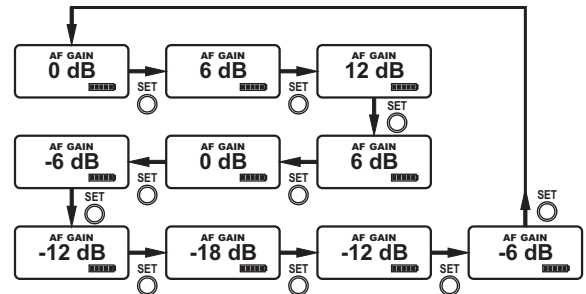 AF GAIN
0 dB
SET
AF GAIN
6 dB
SET
AF GAIN
12 dB
SET
AF GAIN
6 dB
SET
AF GAIN
0 dB
SET
AF GAIN
-6 dB
SET
AF GAIN
-12 dB
SET
AF GAIN
-18 dB
SET
AF GAIN
-12 dB
SET
AF GAIN
-6 dB
SET